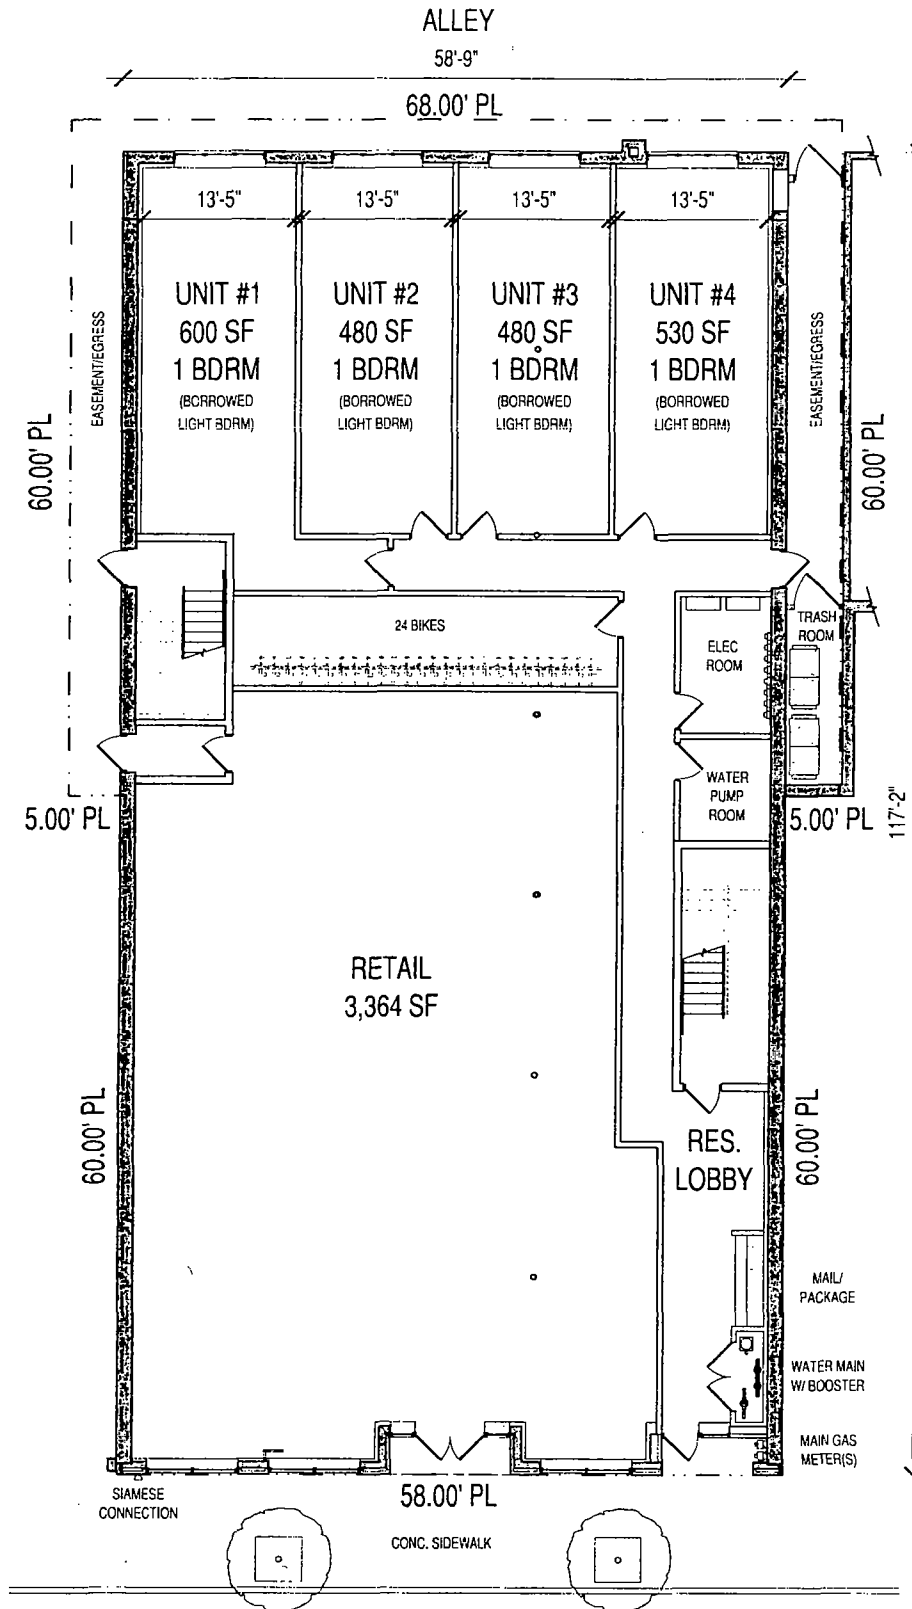 ALLEY
58'-9"
68.00' PL
13'-5"
13'-5"
13'-5"
13'-5"
UNIT #1
600 SF
1 BDRM
(BORROWED
LIGHT BDRM)
UNIT #2
480 SF
1 BDRM
(BORROWED
LIGHT BDRM)
UNIT #3
480 SF
1 BDRM
(BORROWED
LIGHT BDRM)
UNIT #4
530 SF
1 BDRM
(BORROWED
LIGHT BDRM)
EASEMENT/EGRESS
EASEMENT/EGRESS
60.00' PL
60.00' PL
24 BIKES
ELEC
ROOM
TRASH
ROOM
WATER
PUMP
ROOM
5.00' PL
5.00' PL
117'-2"
RETAIL
3,364 SF
60.00' PL
RES.
LOBBY
60.00' PL
MAIL/
PACKAGE
WATER MAIN
W/ BOOSTER
MAIN GAS
METER(S)
SIAMESE
CONNECTION
58.00' PL
CONC. SIDEWALK